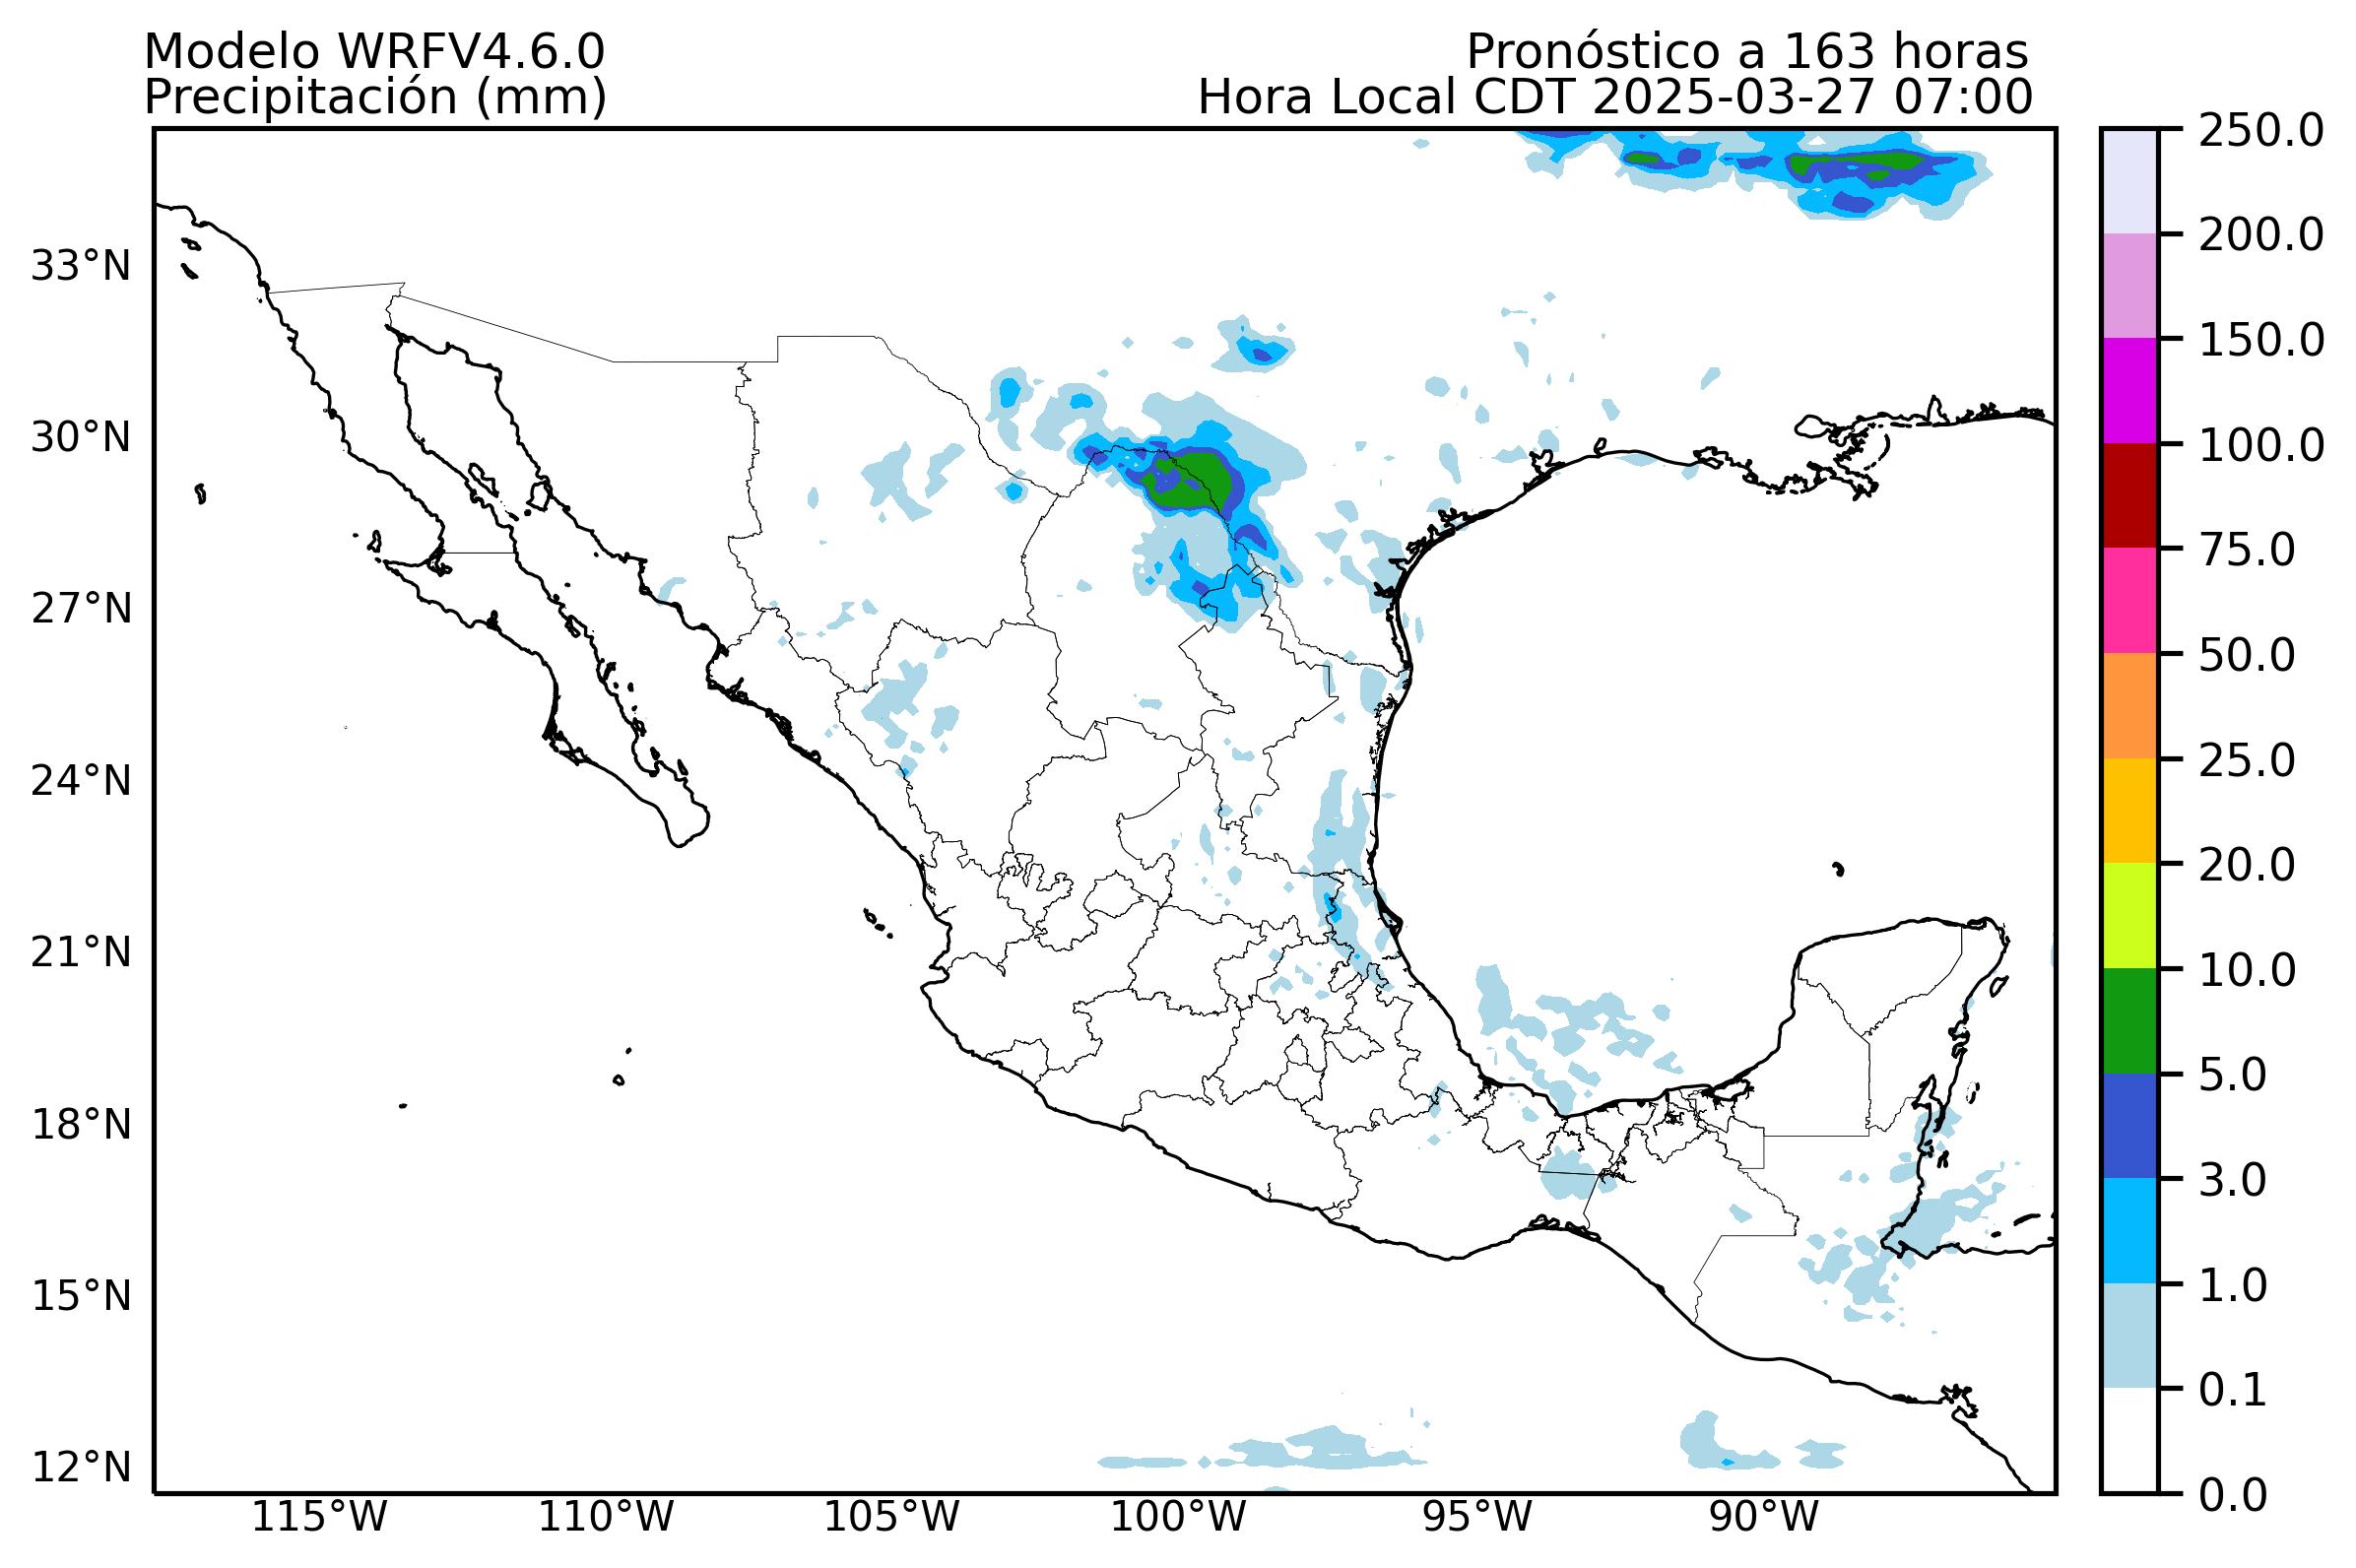 Modelo WRFV4.6.0
Pronóstico a 163 horas
Precipitación (mm)
Hora Local CDT 2025-03-27 07:00
33°N
30°N
27°N
24°N
21°N
18°N
15°N
12°N
115°W
110°W
105°W
100°W
95°W
90°W
250.0
200.0
150.0
100.0
75.0
50.0
25.0
20.0
10.0
5.0
3.0
1.0
0.1
0.0